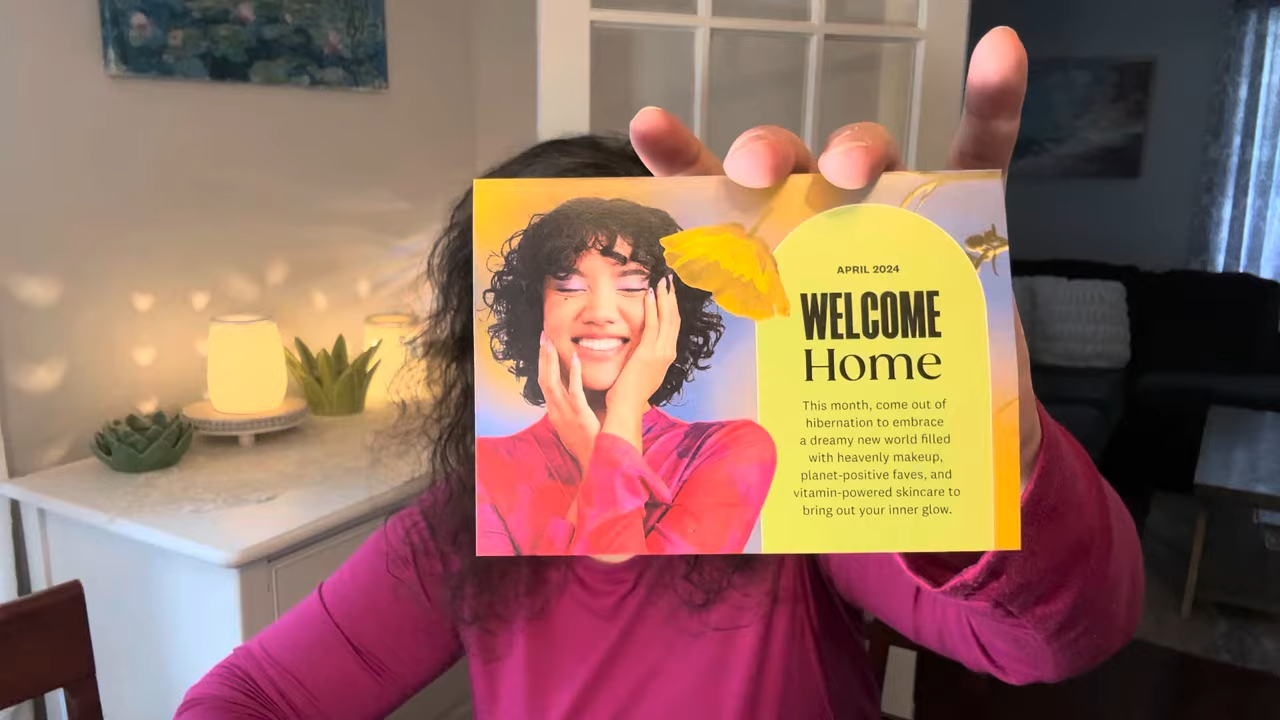 APRIL 2024
WELCOME
Home
This month, come out of
hibernation to embrace
a dreamy new world filled
with heavenly makeup,
planet-positive faves, and
vitamin-powered skincare to
bring out your inner glow.